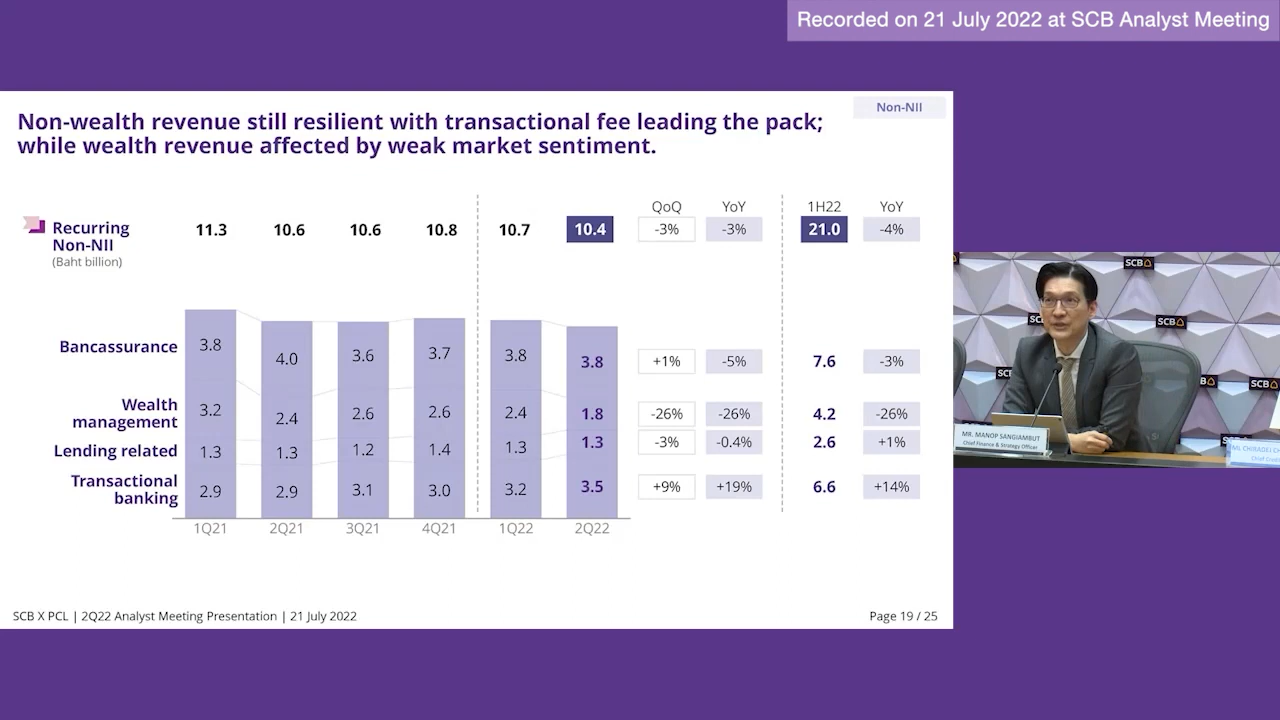 Recorded on 21 July 2022 at SCB Analyst Meeting
Non-NII
Non-wealth revenue still resilient with transactional fee leading the pack;
while wealth revenue affected by weak market sentiment.
QoQ YoY 1H22 YoY
Recurring Non-NII (Baht billion) 11.3 10.6 10.6 10.8 10.7 10.4 -3% -3% 21.0 -4%
Bancassurance 3.8 4.0 3.6 3.7 3.8 3.8 +1% -5% 7.6 -3%
Wealth management 3.2 2.4 2.6 2.6 2.4 1.8 -26% -26% 4.2 -26%
Lending related 1.3 1.3 1.2 1.4 1.3 1.3 -3% -0.4% 2.6 +1%
Transactional banking 2.9 2.9 3.1 3.0 3.2 3.5 +9% +19% 6.6 +14%
1Q21 2Q21 3Q21 4Q21 1Q22 2Q22
SCB X PCL | 2Q22 Analyst Meeting Presentation | 21 July 2022
Page 19 / 25
SCB
SCB
SCB
MR. MANOP SANGIAMBUT
Chief Finance & Strategy Officer